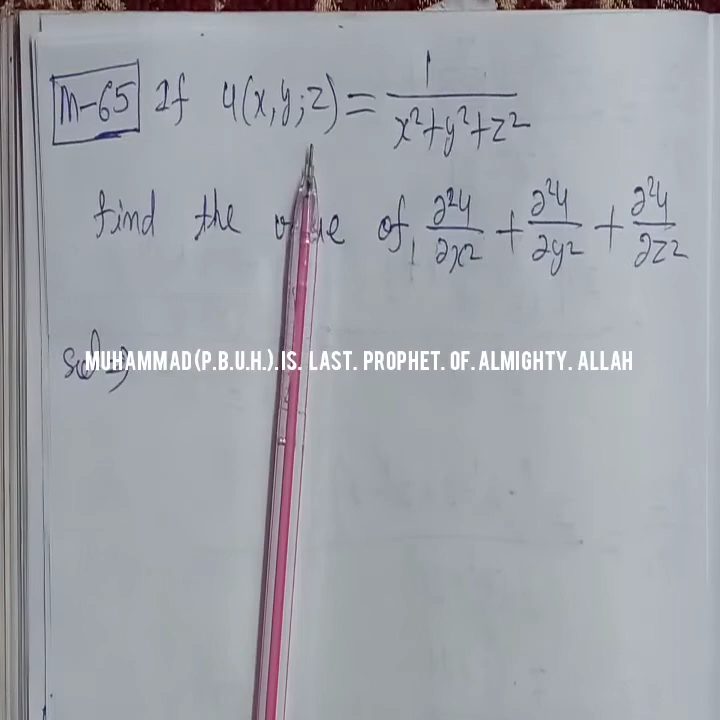 M-65 If u(x,y,z) = 1/(x²+y²+z²)
find the value of, ∂²u/∂x² + ∂²u/∂y² + ∂²u/∂z²
MUHAMMAD(P.B.U.H.).IS. LAST. PROPHET. OF. ALMIGHTY. ALLAH